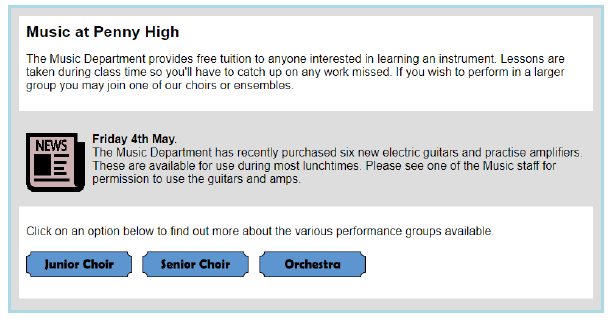 Music at Penny High
The Music Department provides free tuition to anyone interested in learning an instrument. Lessons are
taken during class time so you'll have to catch up on any work missed. If you wish to perform in a larger
group you may join one of our choirs or ensembles.
NEWS
Friday 4th May.
The Music Department has recently purchased six new electric guitars and practise amplifiers.
These are available for use during most lunchtimes. Please see one of the Music staff for
permission to use the guitars and amps.
Click on an option below to find out more about the various performance groups available.
Junior Choir Senior Choir Orchestra